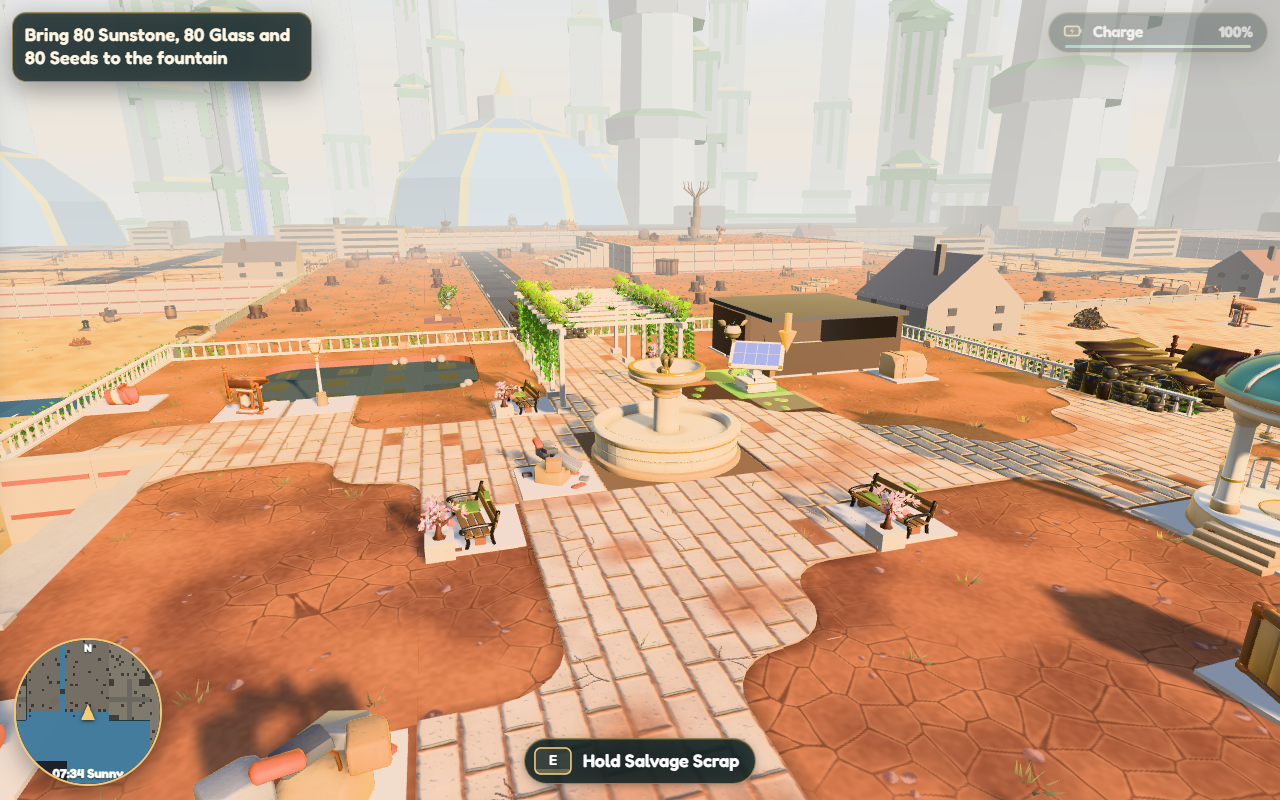 Bring 80 Sunstone, 80 Glass and
80 Seeds to the fountain
Charge 100%
N
07:34 Sunny
E Hold Salvage Scrap